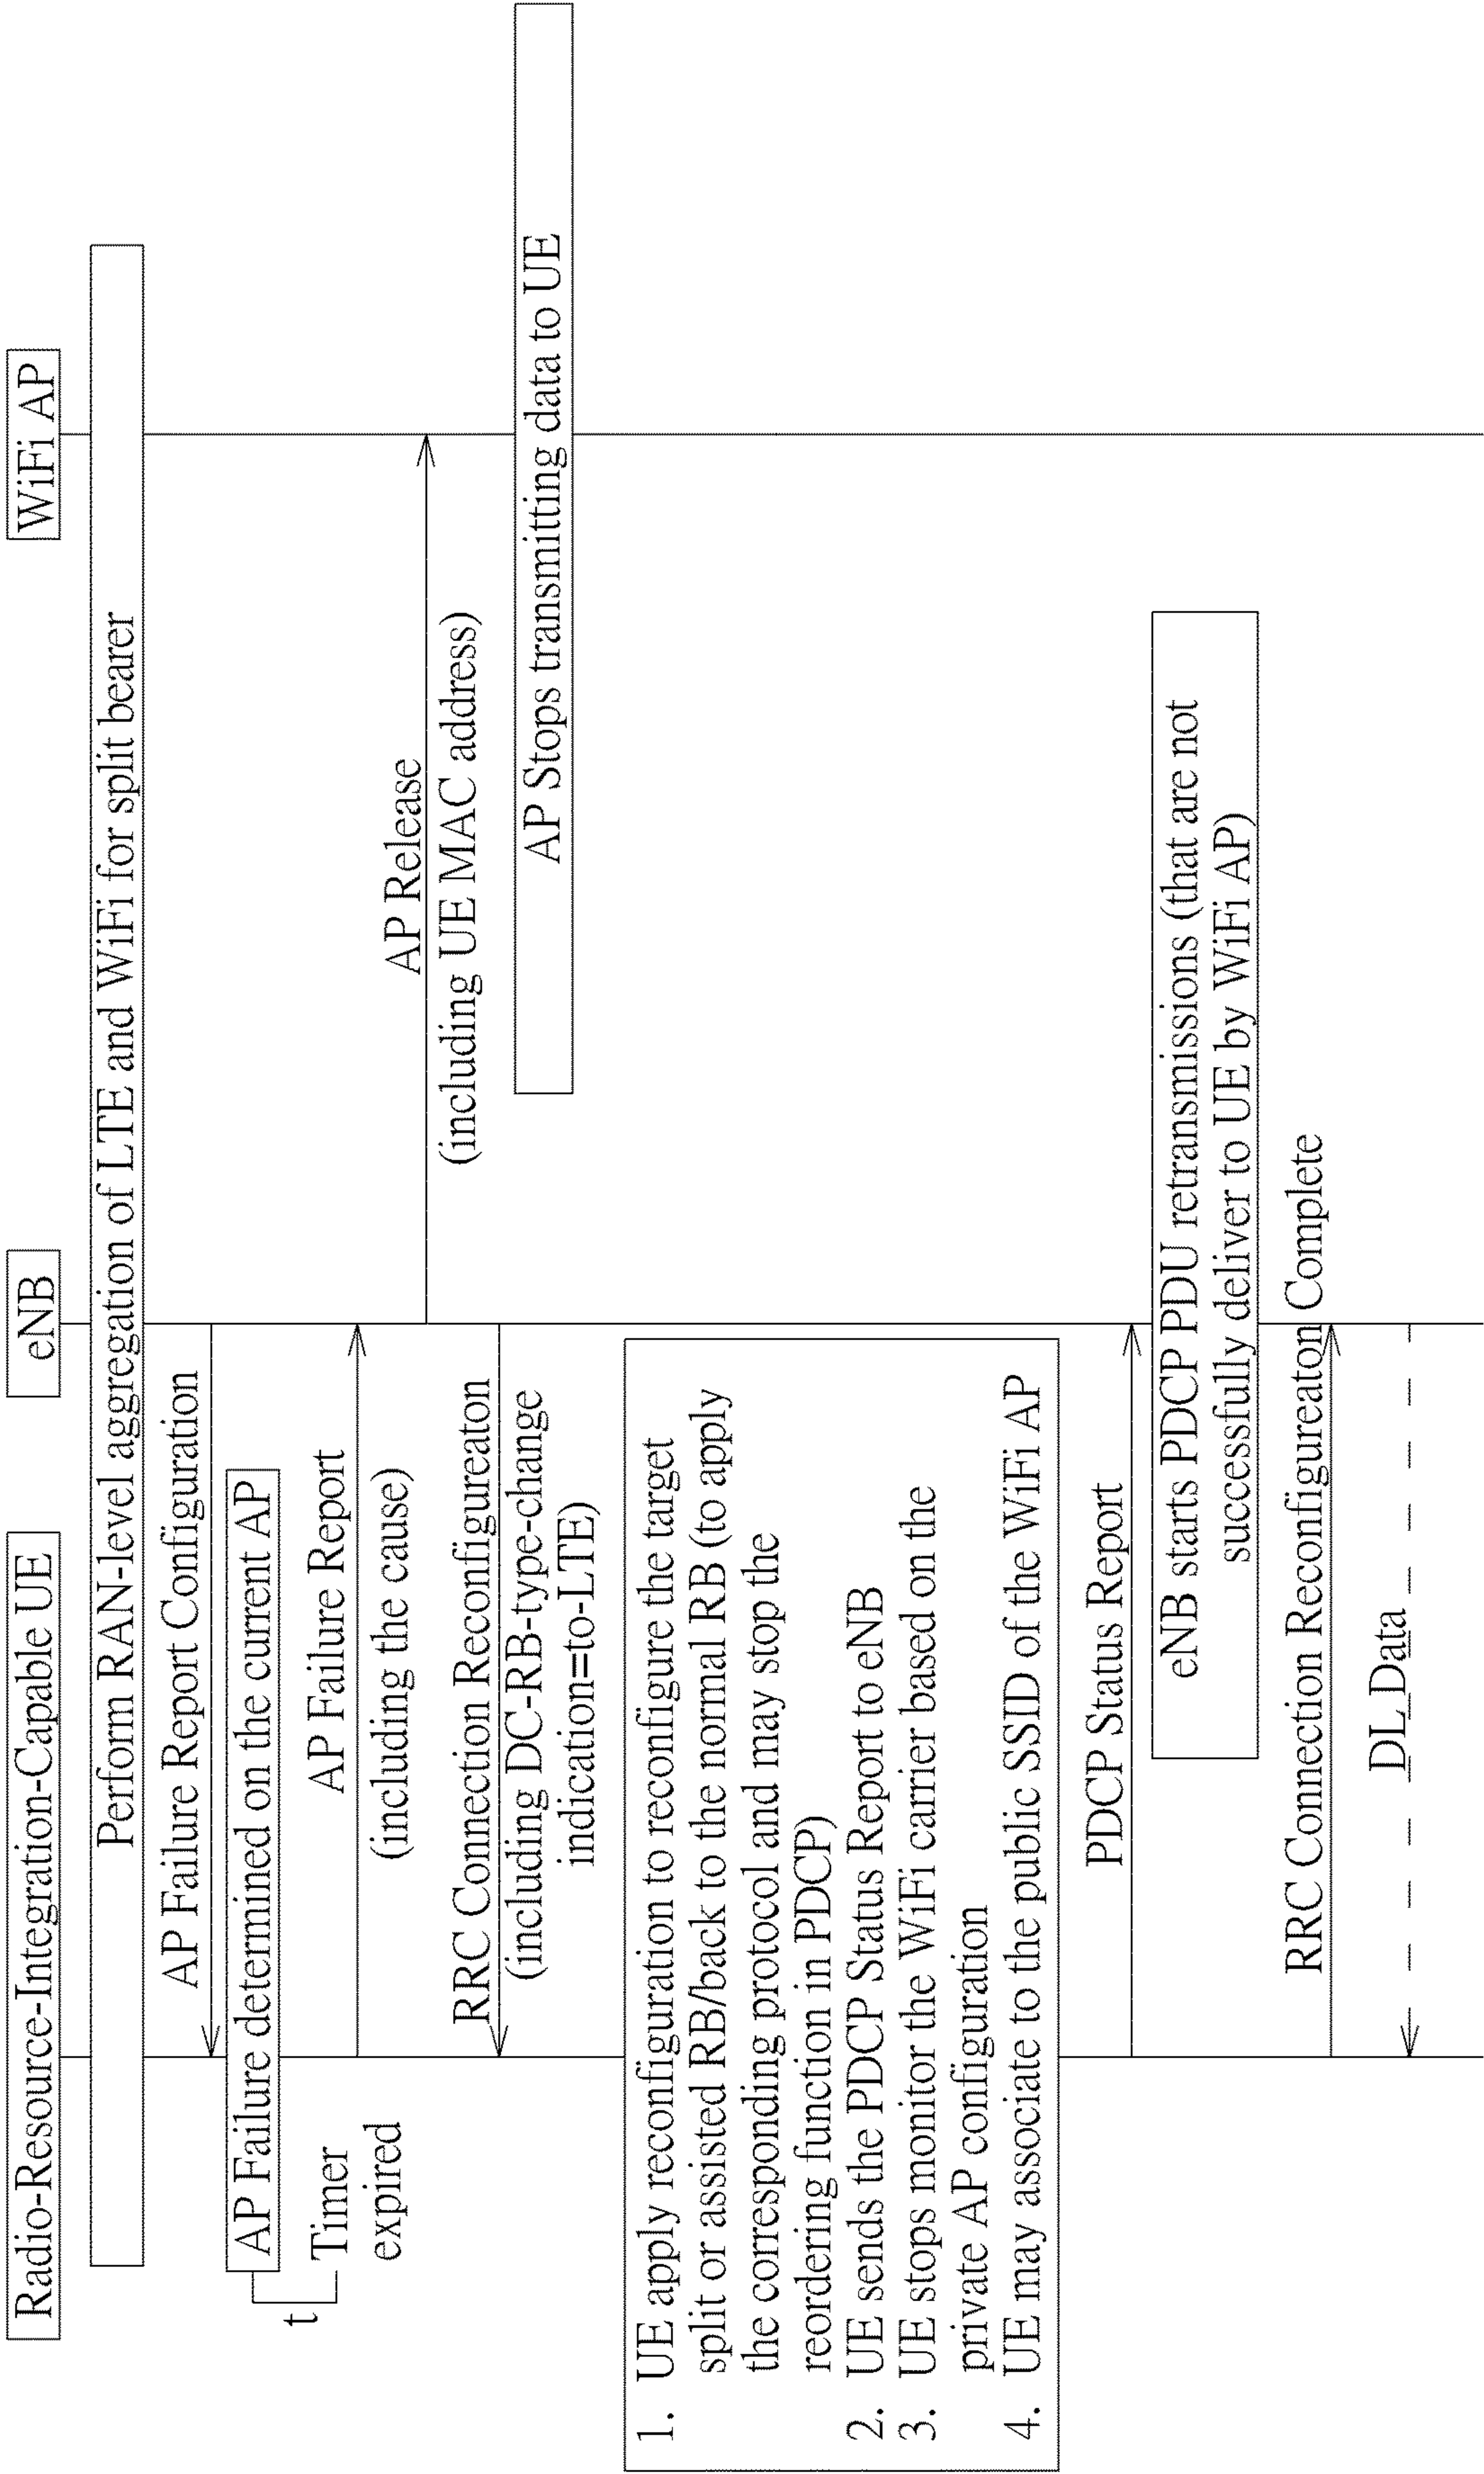 Radio-Resource-Integration-Capable UE
eNB
WiFi AP
Perform RAN-level aggregation of LTE and WiFi for split bearer
AP Failure Report Configuration
AP Failure determined on the current AP
t
Timer
expired
AP Failure Report
(including the cause)
AP Release
(including UE MAC address)
RRC Connection Reconfigureaton
(including DC-RB-type-change
indication=to-LTE)
AP Stops transmitting data to UE
1. UE apply reconfiguration to reconfigure the target
split or assisted RB/back to the normal RB (to apply
the corresponding protocol and may stop the
reordering function in PDCP)
2. UE sends the PDCP Status Report to eNB
3. UE stops monitor the WiFi carrier based on the
private AP configuration
4. UE may associate to the public SSID of the WiFi AP
PDCP Status Report
eNB starts PDCP PDU retransmissions (that are not
successfully deliver to UE by WiFi AP)
RRC Connection Reconfigureaton Complete
DL Data